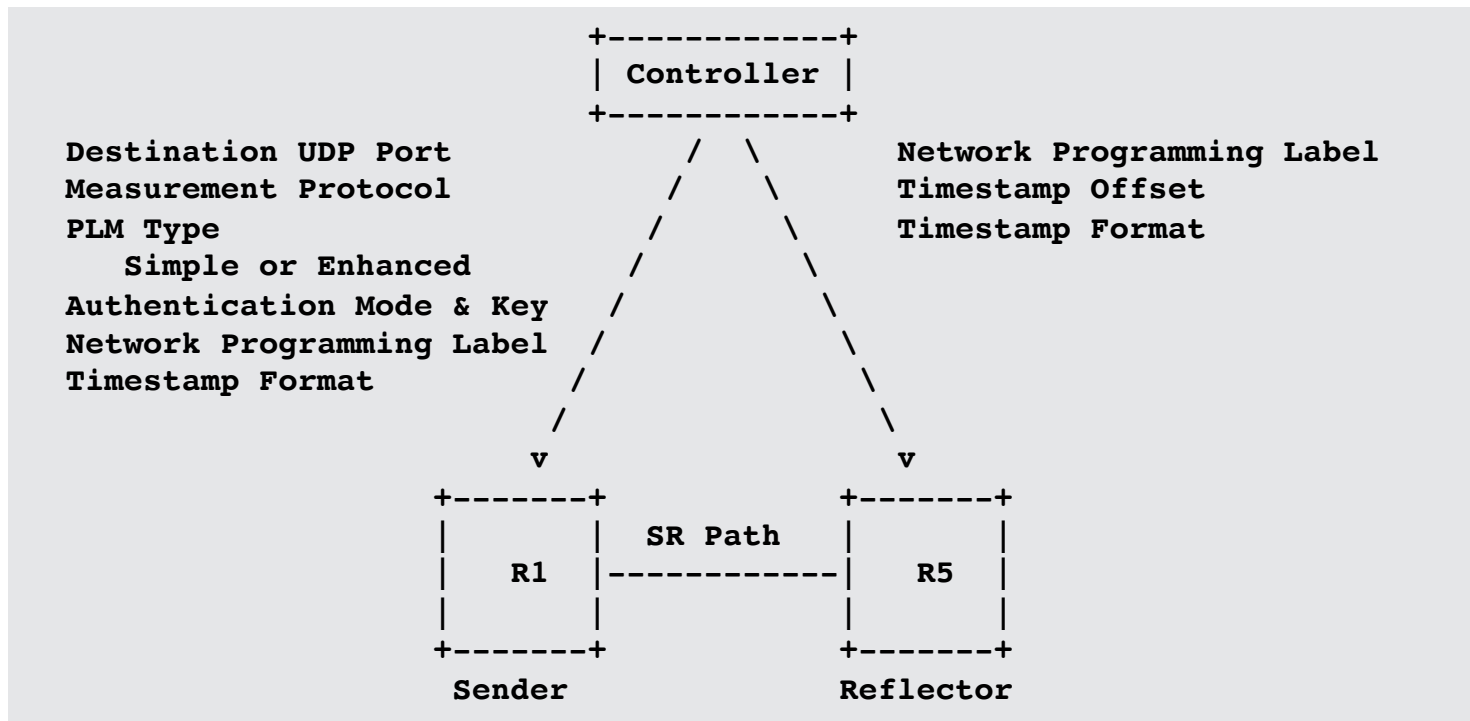 Controller
Destination UDP Port
Measurement Protocol
PLM Type
Simple or Enhanced
Authentication Mode & Key
Network Programming Label
Timestamp Format
Network Programming Label
Timestamp Offset
Timestamp Format
v
v
SR Path
R1
R5
Sender
Reflector